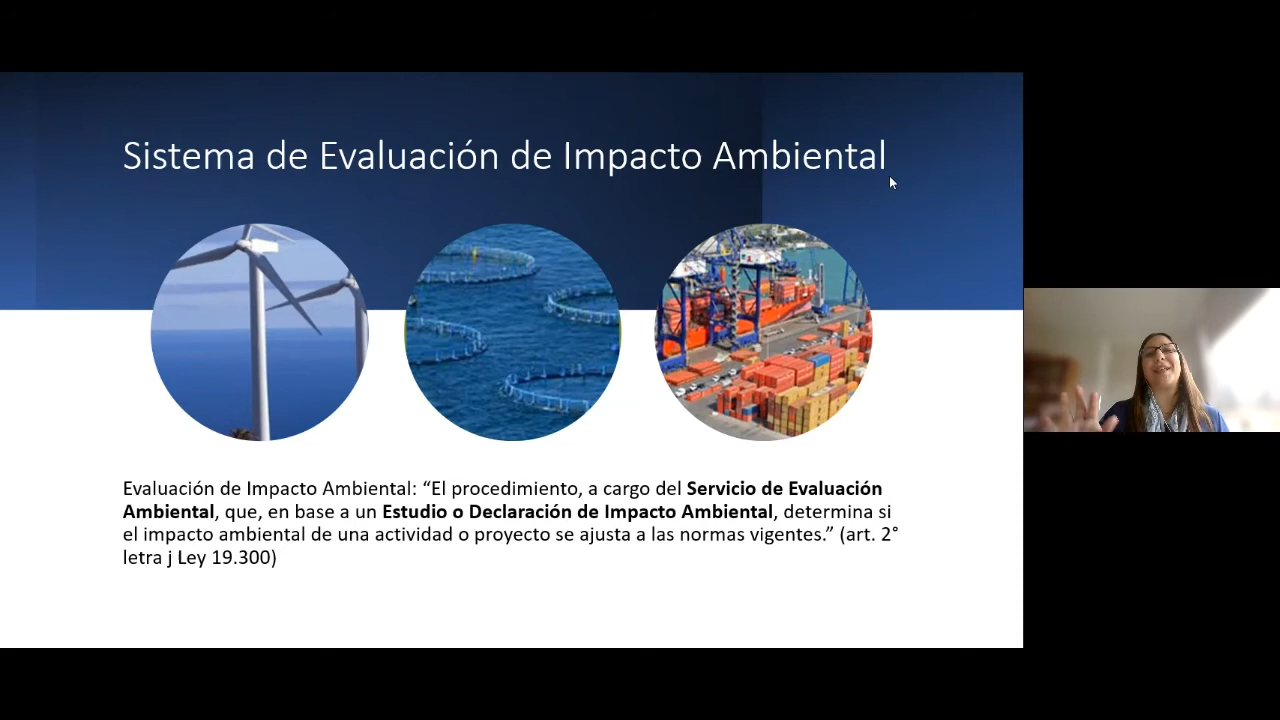 Sistema de Evaluación de Impacto Ambiental
Evaluación de Impacto Ambiental: “El procedimiento, a cargo del Servicio de Evaluación
Ambiental, que, en base a un Estudio o Declaración de Impacto Ambiental, determina si
el impacto ambiental de una actividad o proyecto se ajusta a las normas vigentes.” (art. 2°
letra j Ley 19.300)